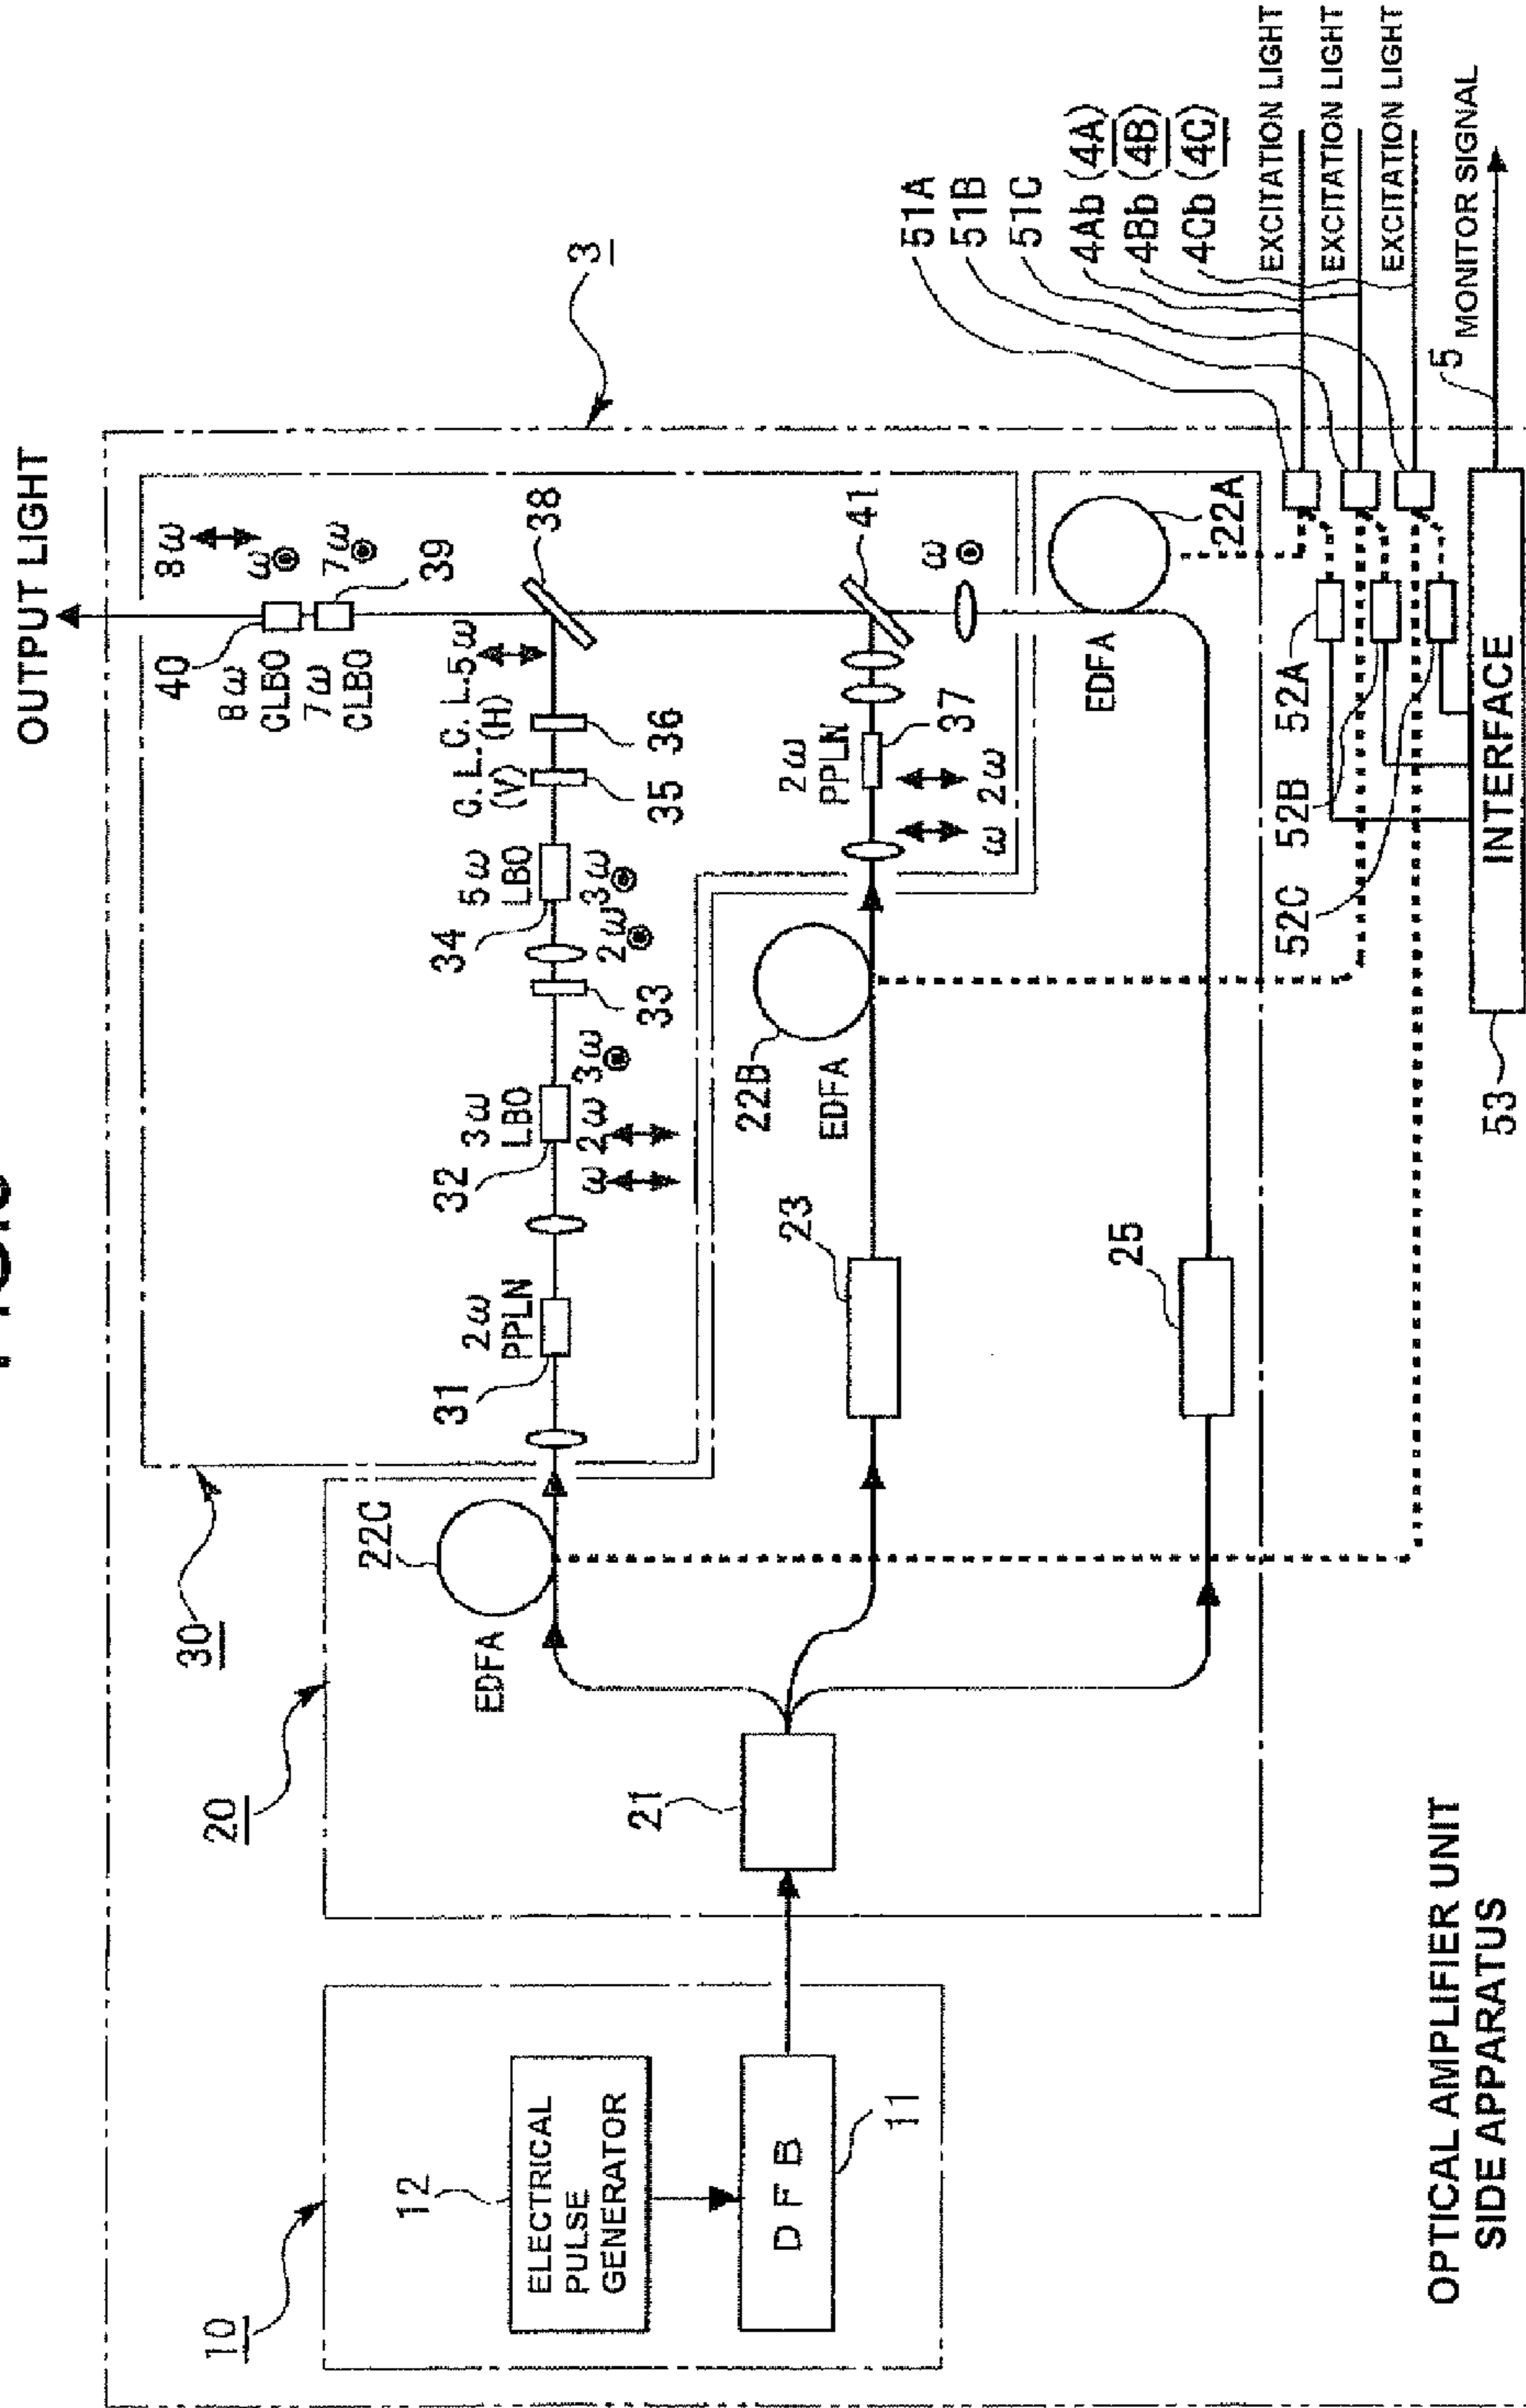 OUTPUT LIGHT
3
30
20
10
40
8ω
CLBO
7ω
CLBO
39
8ω
ω
7ω
38
5ω
C. L.
(H)
36
C. L.
(V)
35
5ω
LBO
34
3ω
2ω
33
3ω
LBO
32
3ω
2ω
ω
2ω
PPLN
31
22C
EDFA
41
ω
2ω
PPLN
37
2ω
ω
22B
EDFA
22A
EDFA
23
25
21
12
ELECTRICAL
PULSE
GENERATOR
DFB
11
51A
51B
51C
4Ab (4A)
4Bb (4B)
4Cb (4C)
EXCITATION LIGHT
EXCITATION LIGHT
EXCITATION LIGHT
5
MONITOR SIGNAL
52A
52B
52C
INTERFACE
53
OPTICAL AMPLIFIER UNIT
SIDE APPARATUS